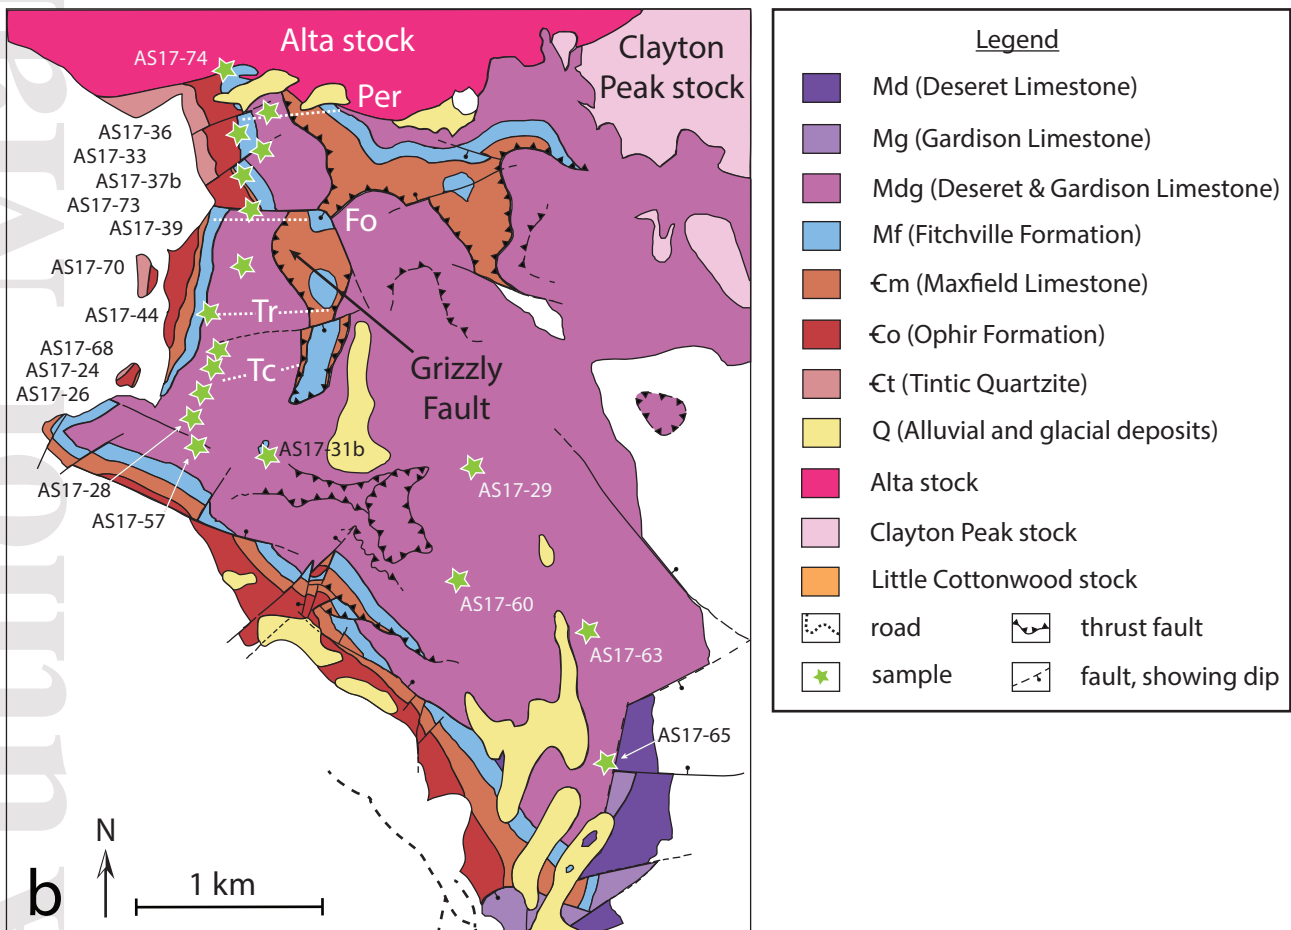 Alta stock
Clayton
Peak stock
AS17-74
Per
AS17-36
AS17-33
AS17-37b
AS17-73
AS17-39
Fo
AS17-70
AS17-44
Tr
AS17-68
AS17-24
AS17-26
Tc
Grizzly
Fault
AS17-31b
AS17-28
AS17-57
AS17-29
AS17-60
AS17-63
AS17-65
N
b
1 km
Legend
Md (Deseret Limestone)
Mg (Gardison Limestone)
Mdg (Deseret & Gardison Limestone)
Mf (Fitchville Formation)
Ꞓm (Maxfield Limestone)
Ꞓo (Ophir Formation)
Ꞓt (Tintic Quartzite)
Q (Alluvial and glacial deposits)
Alta stock
Clayton Peak stock
Little Cottonwood stock
road
thrust fault
sample
fault, showing dip